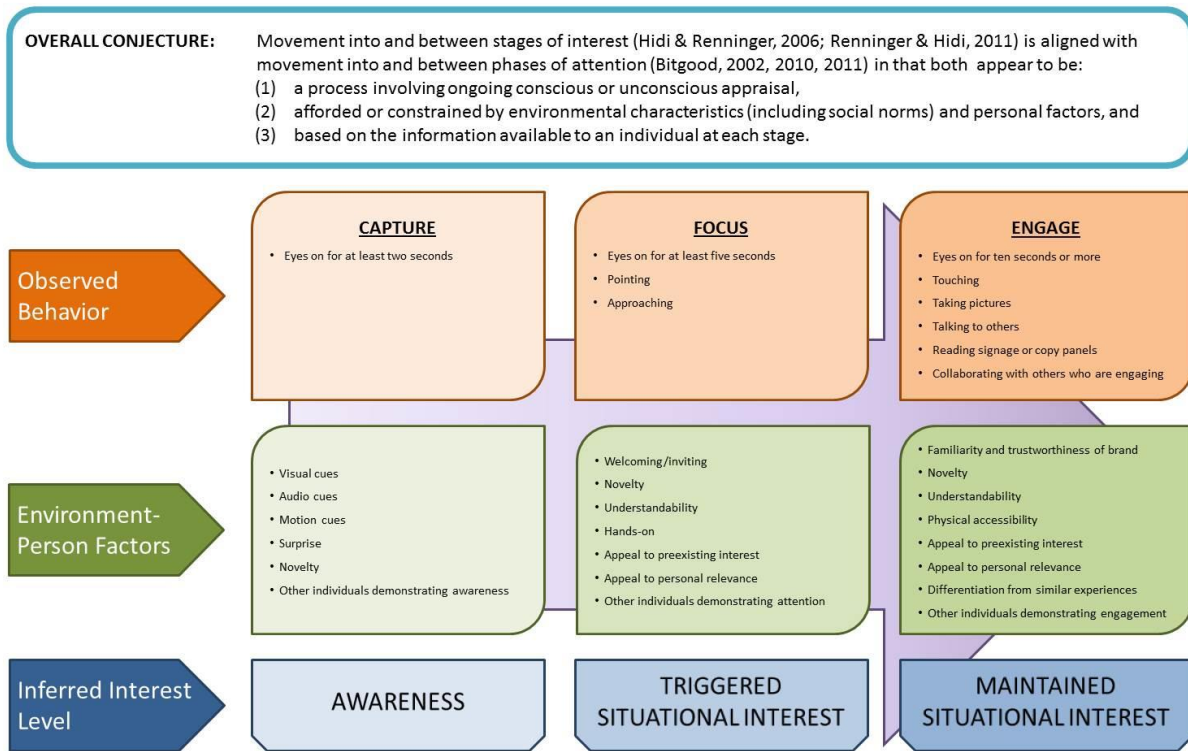 OVERALL CONJECTURE: Movement into and between stages of interest (Hidi & Renninger, 2006; Renninger & Hidi, 2011) is aligned with
movement into and between phases of attention (Bitgood, 2002, 2010, 2011) in that both appear to be:
(1) a process involving ongoing conscious or unconscious appraisal,
(2) afforded or constrained by environmental characteristics (including social norms) and personal factors, and
(3) based on the information available to an individual at each stage.
Observed
Behavior
CAPTURE
• Eyes on for at least two seconds
FOCUS
• Eyes on for at least five seconds
• Pointing
• Approaching
ENGAGE
• Eyes on for ten seconds or more
• Touching
• Taking pictures
• Talking to others
• Reading signage or copy panels
• Collaborating with others who are engaging
Environment-
Person Factors
• Visual cues
• Audio cues
• Motion cues
• Surprise
• Novelty
• Other individuals demonstrating awareness
• Welcoming/inviting
• Novelty
• Understandability
• Hands-on
• Appeal to preexisting interest
• Appeal to personal relevance
• Other individuals demonstrating attention
• Familiarity and trustworthiness of brand
• Novelty
• Understandability
• Physical accessibility
• Appeal to preexisting interest
• Appeal to personal relevance
• Differentiation from similar experiences
• Other individuals demonstrating engagement
Inferred Interest
Level
AWARENESS
TRIGGERED
SITUATIONAL INTEREST
MAINTAINED
SITUATIONAL INTEREST